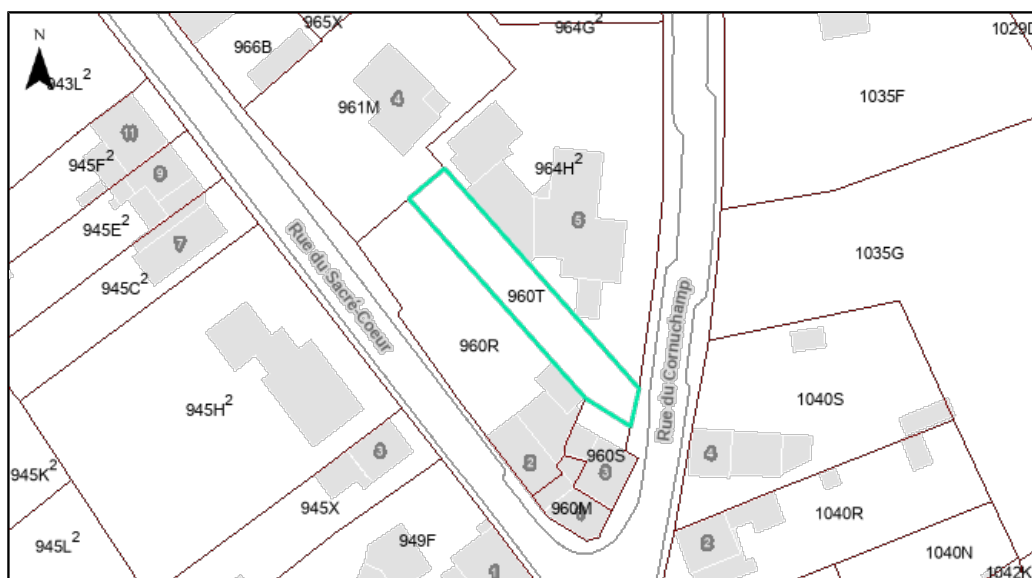 965X
964G²
1029D
N
966B
943L²
4
961M
1035F
11
945F²
9
964H²
5
945E²
7
Rue du Sacré-Coeur
1035G
945C²
960T
Rue du Cornuchamp
960R
1040S
945H²
3
4
2
960S
3
945K²
945X
960M
1040R
949F
2
945L²
1040N
1
1042K